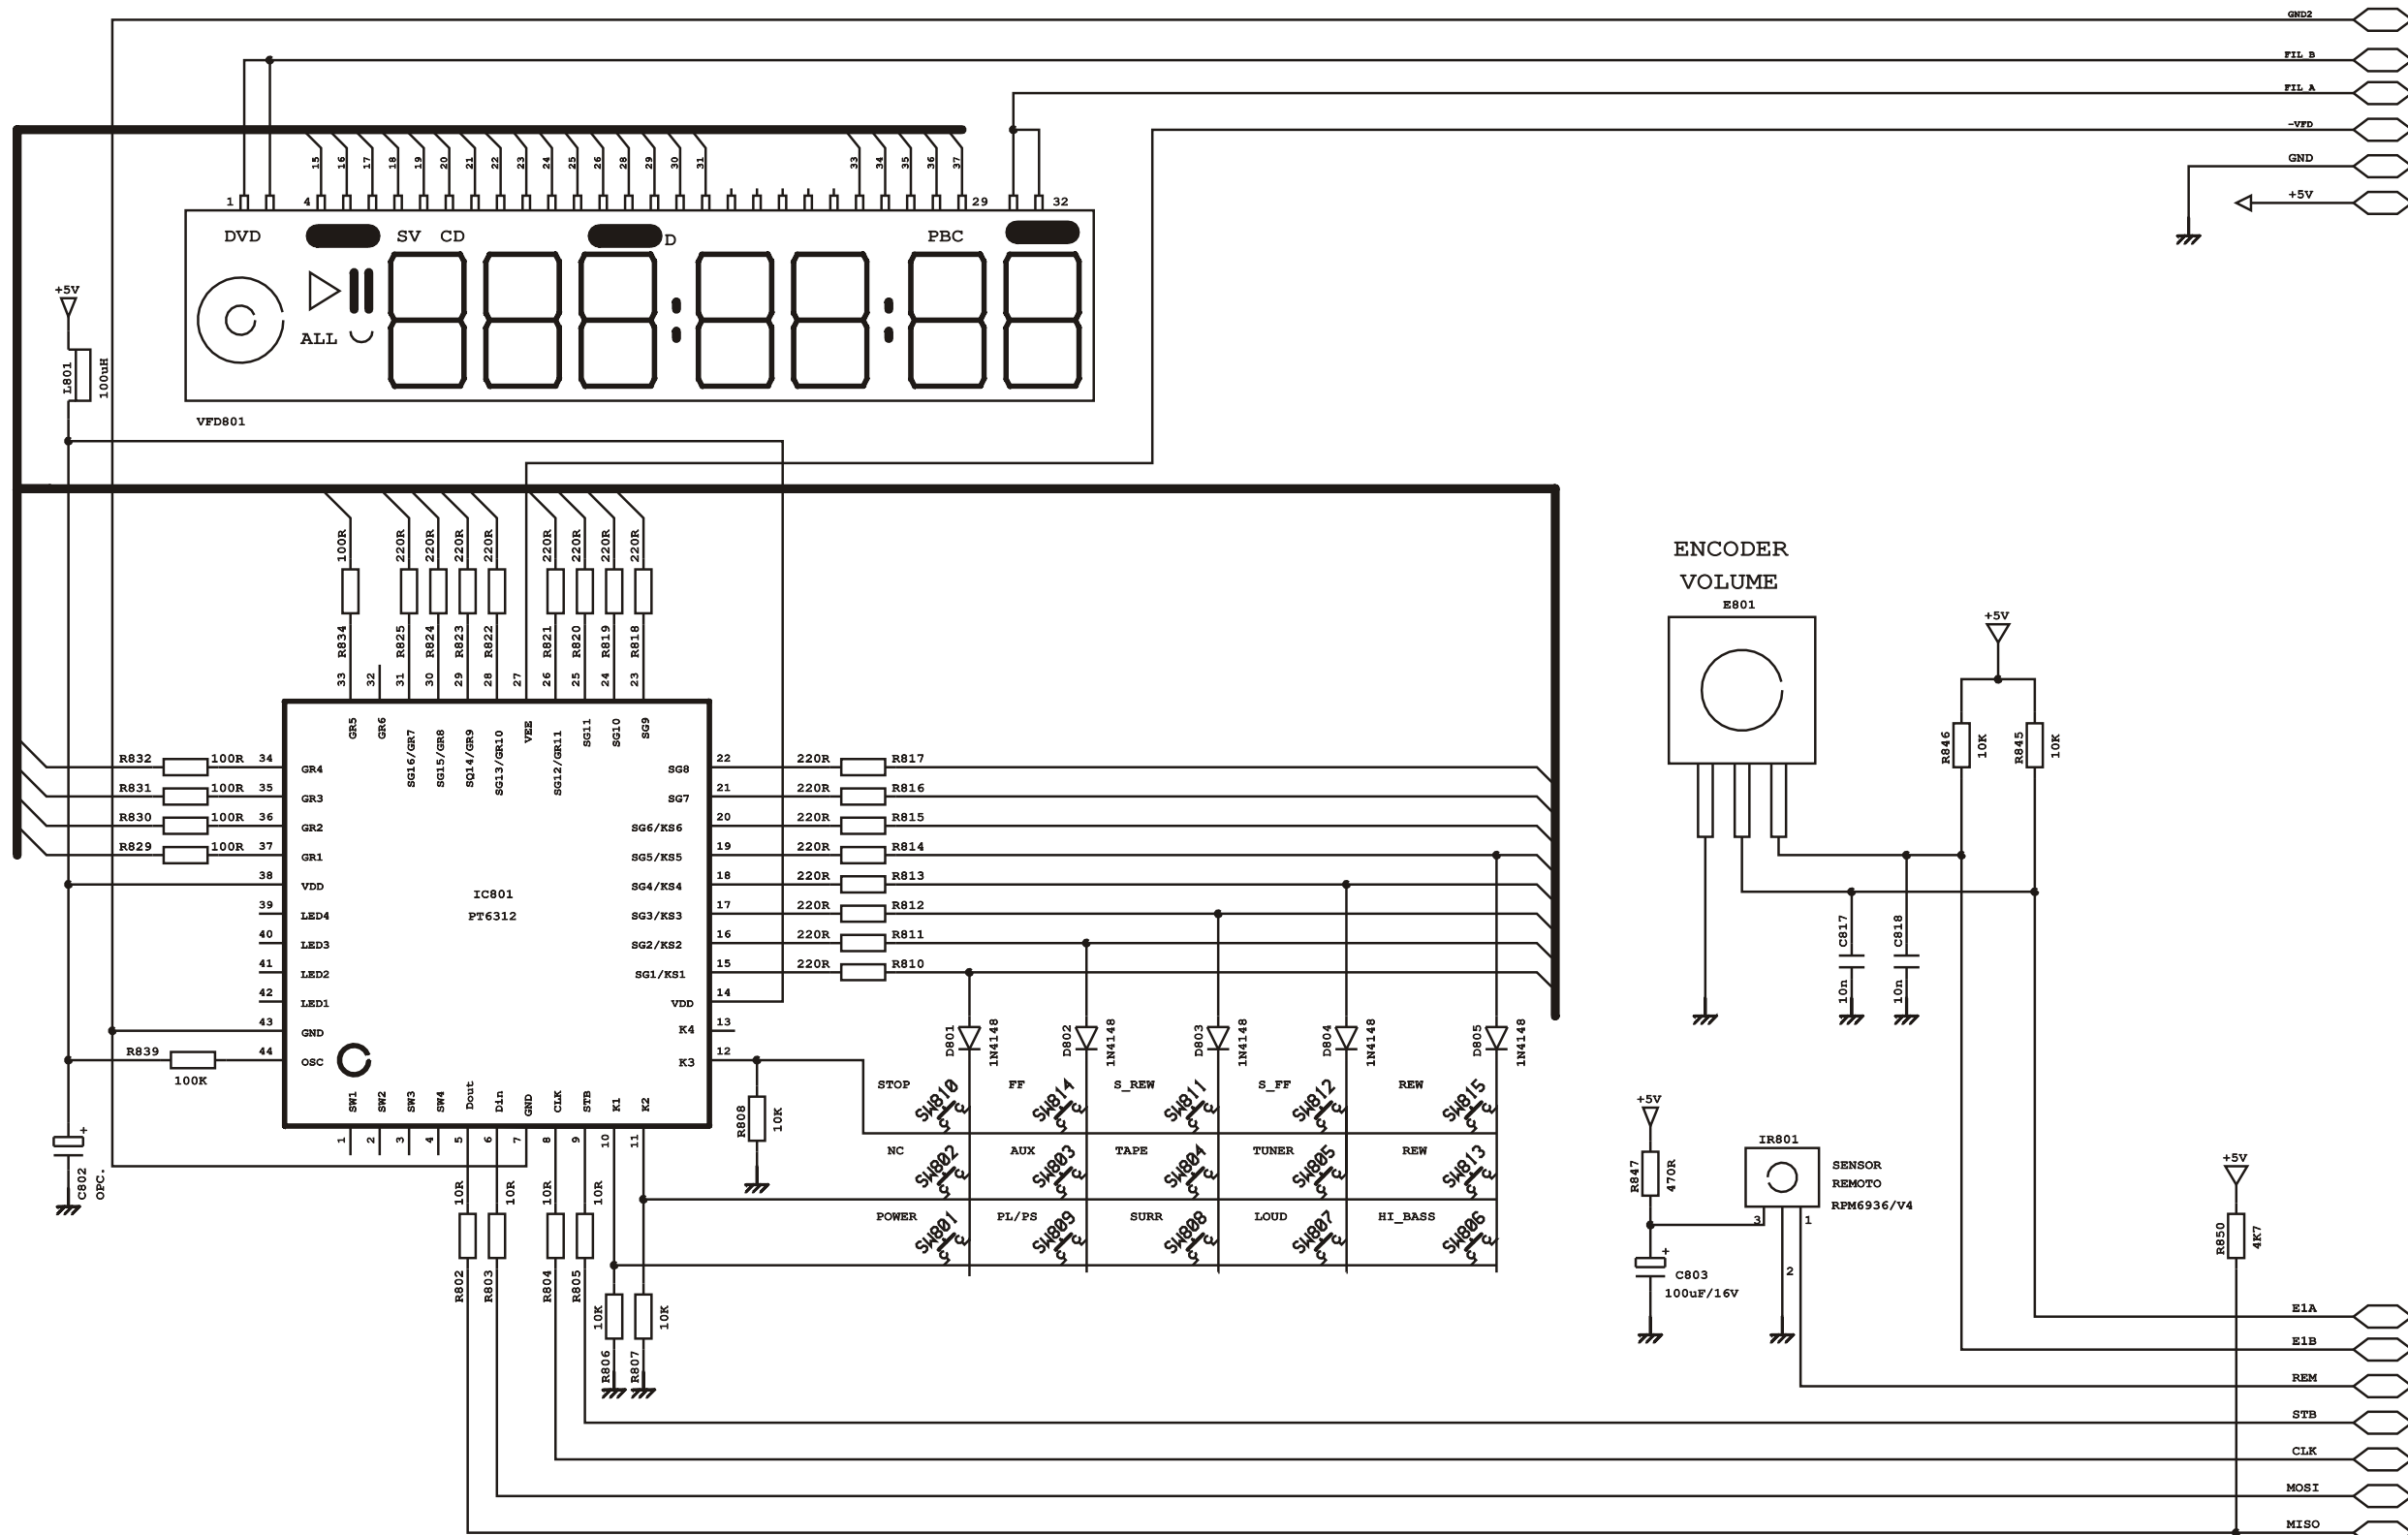 GND2
FIL_B
FIL_A
-VFD
GND
+5V
15 16 17 18 19 20 21 22 23 24 25 26 28 29 30 31 33 34 35 36 37
1 4 29 32
DVD SV CD D PBC
ALL
VFD801
+5V
L801
100uH
100R 220R 220R 220R 220R 220R 220R 220R 220R
R834 R825 R824 R823 R822 R821 R820 R819 R818
33 32 31 30 29 28 27 26 25 24 23
GR5 GR6 SG16/GR7 SG15/GR8 SQ14/GR9 SG13/GR10 VEE SG12/GR11 SG11 SG10 SG9
R832 100R 34 GR4
R831 100R 35 GR3
R830 100R 36 GR2
R829 100R 37 GR1
38 VDD
39 LED4
40 LED3
41 LED2
42 LED1
43 GND
R839 44 OSC
100K
IC801
PT6312
SG8 22 220R R817
SG7 21 220R R816
SG6/KS6 20 220R R815
SG5/KS5 19 220R R814
SG4/KS4 18 220R R813
SG3/KS3 17 220R R812
SG2/KS2 16 220R R811
SG1/KS1 15 220R R810
VDD 14
K4 13
K3 12
SW1 SW2 SW3 SW4 Dout Din GND CLK STB K1 K2
1 2 3 4 5 6 7 8 9 10 11
+
C802
OPC.
10R 10R 10R 10R
R802 R803 R804 R805
10K 10K
R806 R807
R808
10K
D801 1N4148
D802 1N4148
D803 1N4148
D804 1N4148
D805 1N4148
STOP FF S_REW S_FF REW
SW810 SW814 SW811 SW812 SW815
NC AUX TAPE TUNER REW
SW802 SW803 SW804 SW805 SW813
POWER PL/PS SURR LOUD HI_BASS
SW801 SW809 SW808 SW807 SW806
ENCODER
VOLUME
E801
+5V
R846 10K
R845 10K
C817 10n
C818 10n
+5V
R847 470R
+
C803
100uF/16V
IR801
SENSOR
REMOTO
RPM6936/V4
3 1
2
+5V
R850 4K7
E1A
E1B
REM
STB
CLK
MOSI
MISO